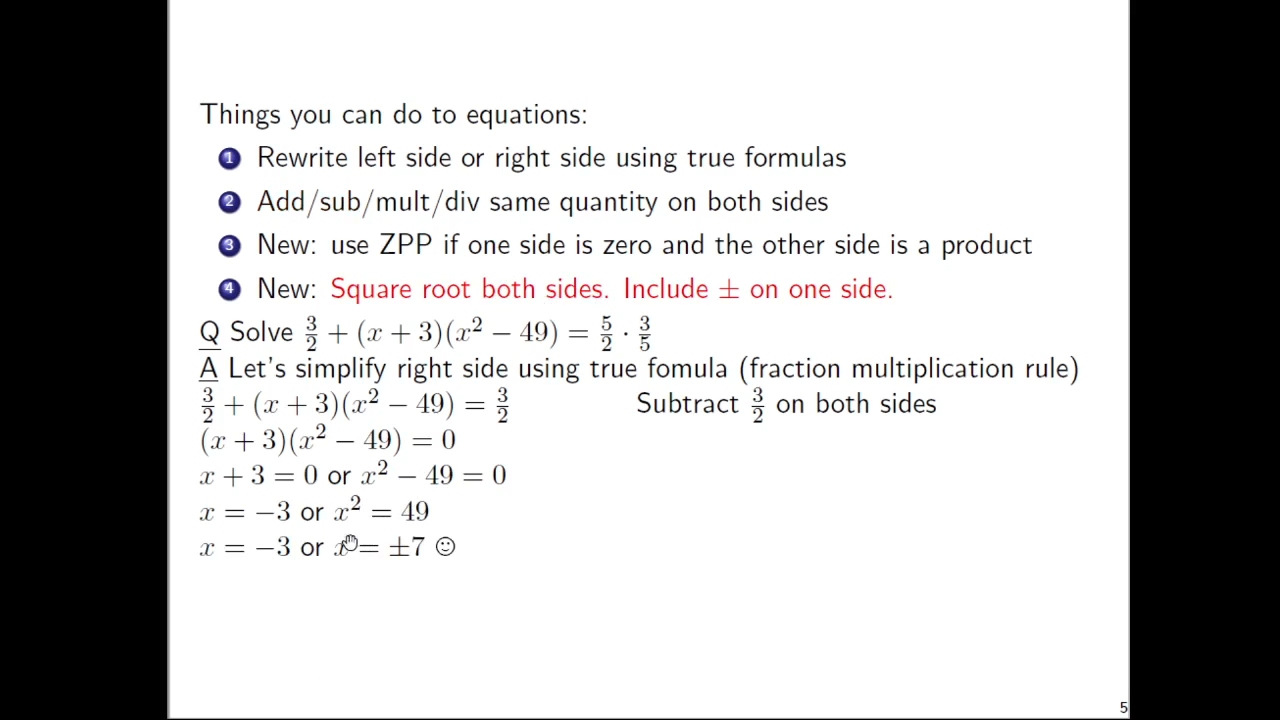 Things you can do to equations:
1 Rewrite left side or right side using true formulas
2 Add/sub/mult/div same quantity on both sides
3 New: use ZPP if one side is zero and the other side is a product
4 New: Square root both sides. Include ± on one side.
Q Solve 3/2 + (x + 3)(x² − 49) = 5/2 · 3/5
A Let's simplify right side using true fomula (fraction multiplication rule)
3/2 + (x + 3)(x² − 49) = 3/2 Subtract 3/2 on both sides
(x + 3)(x² − 49) = 0
x + 3 = 0 or x² − 49 = 0
x = −3 or x² = 49
x = −3 or x = ±7 ☺
5